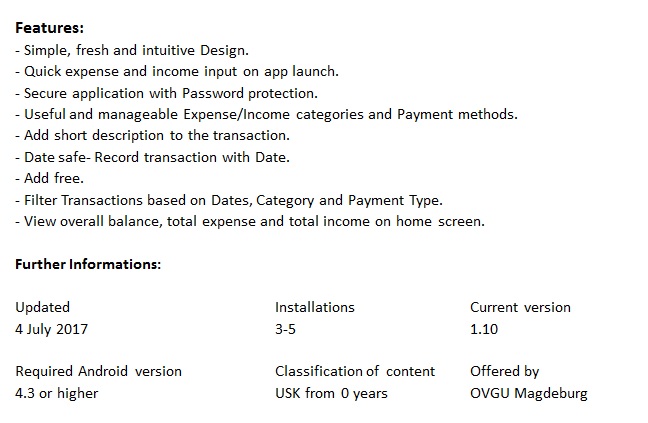 Features:
- Simple, fresh and intuitive Design.
- Quick expense and income input on app launch.
- Secure application with Password protection.
- Useful and manageable Expense/Income categories and Payment methods.
- Add short description to the transaction.
- Date safe- Record transaction with Date.
- Add free.
- Filter Transactions based on Dates, Category and Payment Type.
- View overall balance, total expense and total income on home screen.
Further Informations:
Updated Installations Current version
4 July 2017 3-5 1.10
Required Android version Classification of content Offered by
4.3 or higher USK from 0 years OVGU Magdeburg